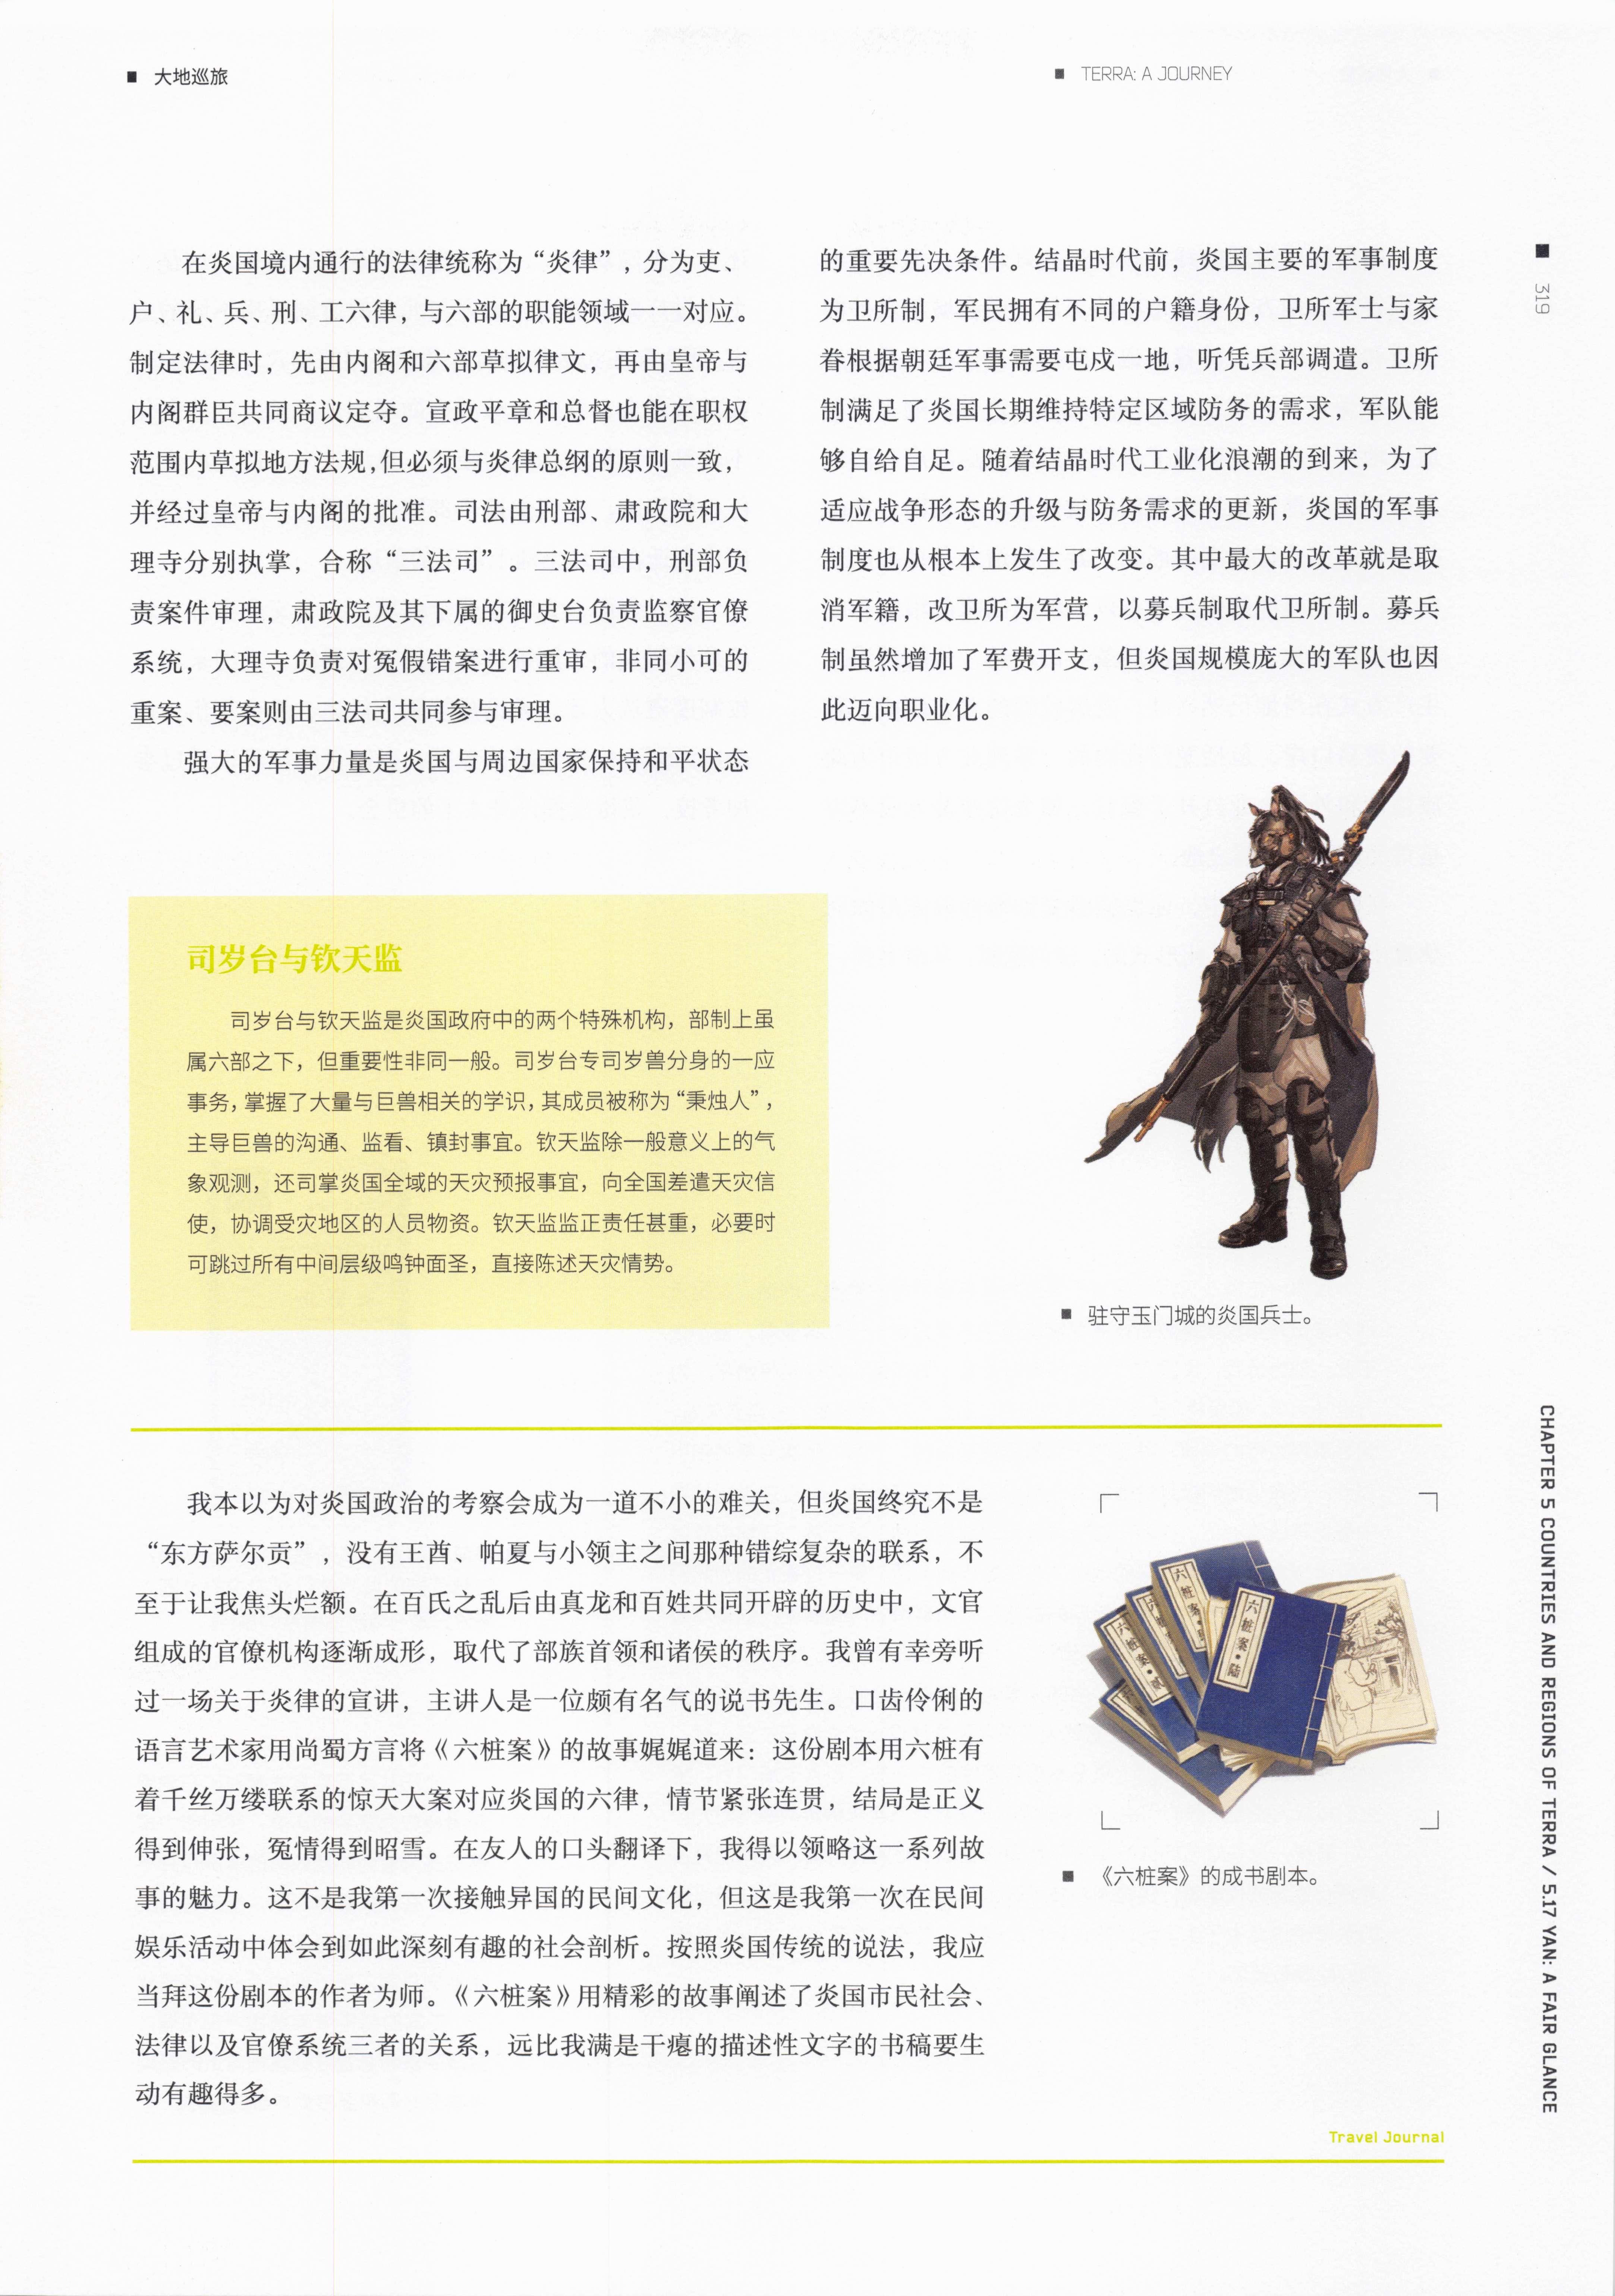 大地巡旅
TERRA: A JOURNEY
在炎国境内通行的法律统称为“炎律”，分为吏、
户、礼、兵、刑、工六律，与六部的职能领域一一对应。
制定法律时，先由内阁和六部草拟律文，再由皇帝与
内阁群臣共同商议定夺。宣政平章和总督也能在职权
范围内草拟地方法规，但必须与炎律总纲的原则一致，
并经过皇帝与内阁的批准。司法由刑部、肃政院和大
理寺分别执掌，合称“三法司”。三法司中，刑部负
责案件审理，肃政院及其下属的御史台负责监察官僚
系统，大理寺负责对冤假错案进行重审，非同小可的
重案、要案则由三法司共同参与审理。
强大的军事力量是炎国与周边国家保持和平状态
的重要先决条件。结晶时代前，炎国主要的军事制度
为卫所制，军民拥有不同的户籍身份，卫所军士与家
眷根据朝廷军事需要屯戍一地，听凭兵部调遣。卫所
制满足了炎国长期维持特定区域防务的需求，军队能
够自给自足。随着结晶时代工业化浪潮的到来，为了
适应战争形态的升级与防务需求的更新，炎国的军事
制度也从根本上发生了改变。其中最大的改革就是取
消军籍，改卫所为军营，以募兵制取代卫所制。募兵
制虽然增加了军费开支，但炎国规模庞大的军队也因
此迈向职业化。
319
司岁台与钦天监
司岁台与钦天监是炎国政府中的两个特殊机构，部制上虽
属六部之下，但重要性非同一般。司岁台专司岁兽分身的一应
事务，掌握了大量与巨兽相关的学识，其成员被称为“秉烛人”，
主导巨兽的沟通、监看、镇封事宜。钦天监除一般意义上的气
象观测，还司掌炎国全域的天灾预报事宜，向全国差遣天灾信
使，协调受灾地区的人员物资。钦天监监正责任甚重，必要时
可跳过所有中间层级鸣钟面圣，直接陈述天灾情势。
驻守玉门城的炎国兵士。
我本以为对炎国政治的考察会成为一道不小的难关，但炎国终究不是
“东方萨尔贡”，没有王酋、帕夏与小领主之间那种错综复杂的联系，不
至于让我焦头烂额。在百氏之乱后由真龙和百姓共同开辟的历史中，文官
组成的官僚机构逐渐成形，取代了部族首领和诸侯的秩序。我曾有幸旁听
过一场关于炎律的宣讲，主讲人是一位颇有名气的说书先生。口齿伶俐的
语言艺术家用尚蜀方言将《六桩案》的故事娓娓道来：这份剧本用六桩有
着千丝万缕联系的惊天大案对应炎国的六律，情节紧张连贯，结局是正义
得到伸张，冤情得到昭雪。在友人的口头翻译下，我得以领略这一系列故
事的魅力。这不是我第一次接触异国的民间文化，但这是我第一次在民间
娱乐活动中体会到如此深刻有趣的社会剖析。按照炎国传统的说法，我应
当拜这份剧本的作者为师。《六桩案》用精彩的故事阐述了炎国市民社会、
法律以及官僚系统三者的关系，远比我满是干瘪的描述性文字的书稿要生
动有趣得多。
六桩案·陆
六桩案·贰
六桩案
《六桩案》的成书剧本。
Travel Journal
CHAPTER 5 COUNTRIES AND REGIONS OF TERRA / 5.17 YAN: A FAIR GLANCE